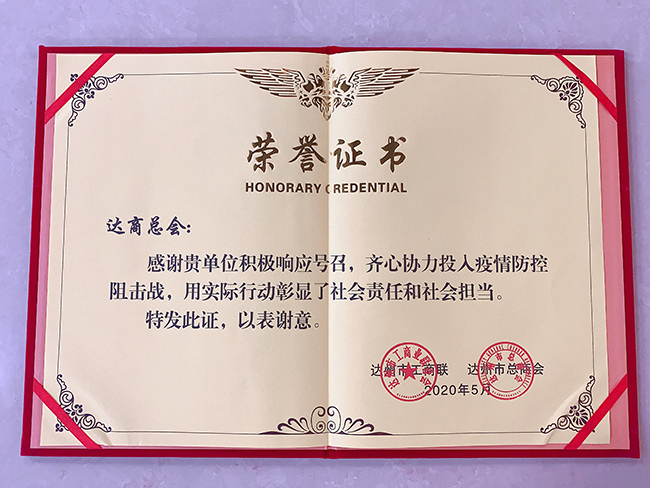 荣誉证书
HONORARY CREDENTIAL
达商总会:
感谢贵单位积极响应号召，齐心协力投入疫情防控
阻击战，用实际行动彰显了社会责任和社会担当。
特发此证，以表谢意。
达州市工商联 达州市总商会
2020年5月